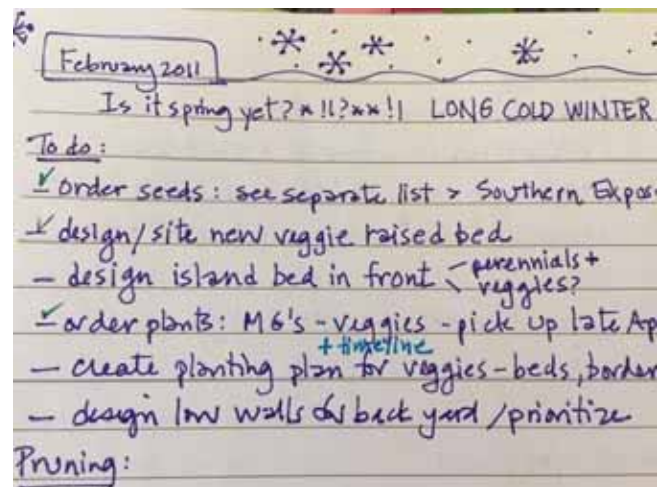 February 2011
Is it spring yet? * !!? * * !! LONG COLD WINTER
To do:
✓ order seeds: see separate list > Southern Expos
✓ design/site new veggie raised bed
– design island bed in front < perennials +
veggies?
✓ order plants: MG's - veggies - pick up late Ap
+ timeline
– create planting plan for veggies - beds, border
– design low walls for back yard / prioritize
Pruning: